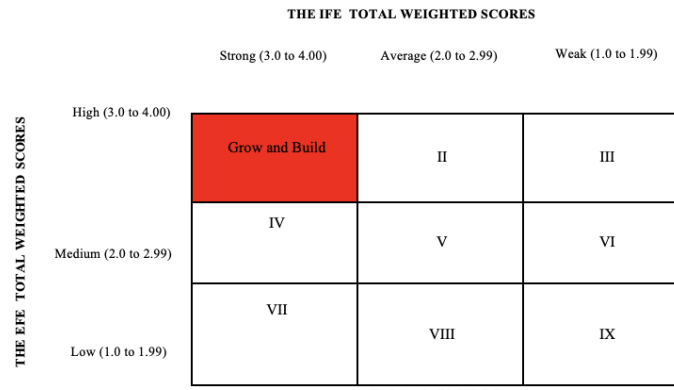 THE IFE TOTAL WEIGHTED SCORES
Strong (3.0 to 4.00)
Average (2.0 to 2.99)
Weak (1.0 to 1.99)
THE EFE TOTAL WEIGHTED SCORES
High (3.0 to 4.00)
Grow and Build
II
III
Medium (2.0 to 2.99)
IV
V
VI
Low (1.0 to 1.99)
VII
VIII
IX